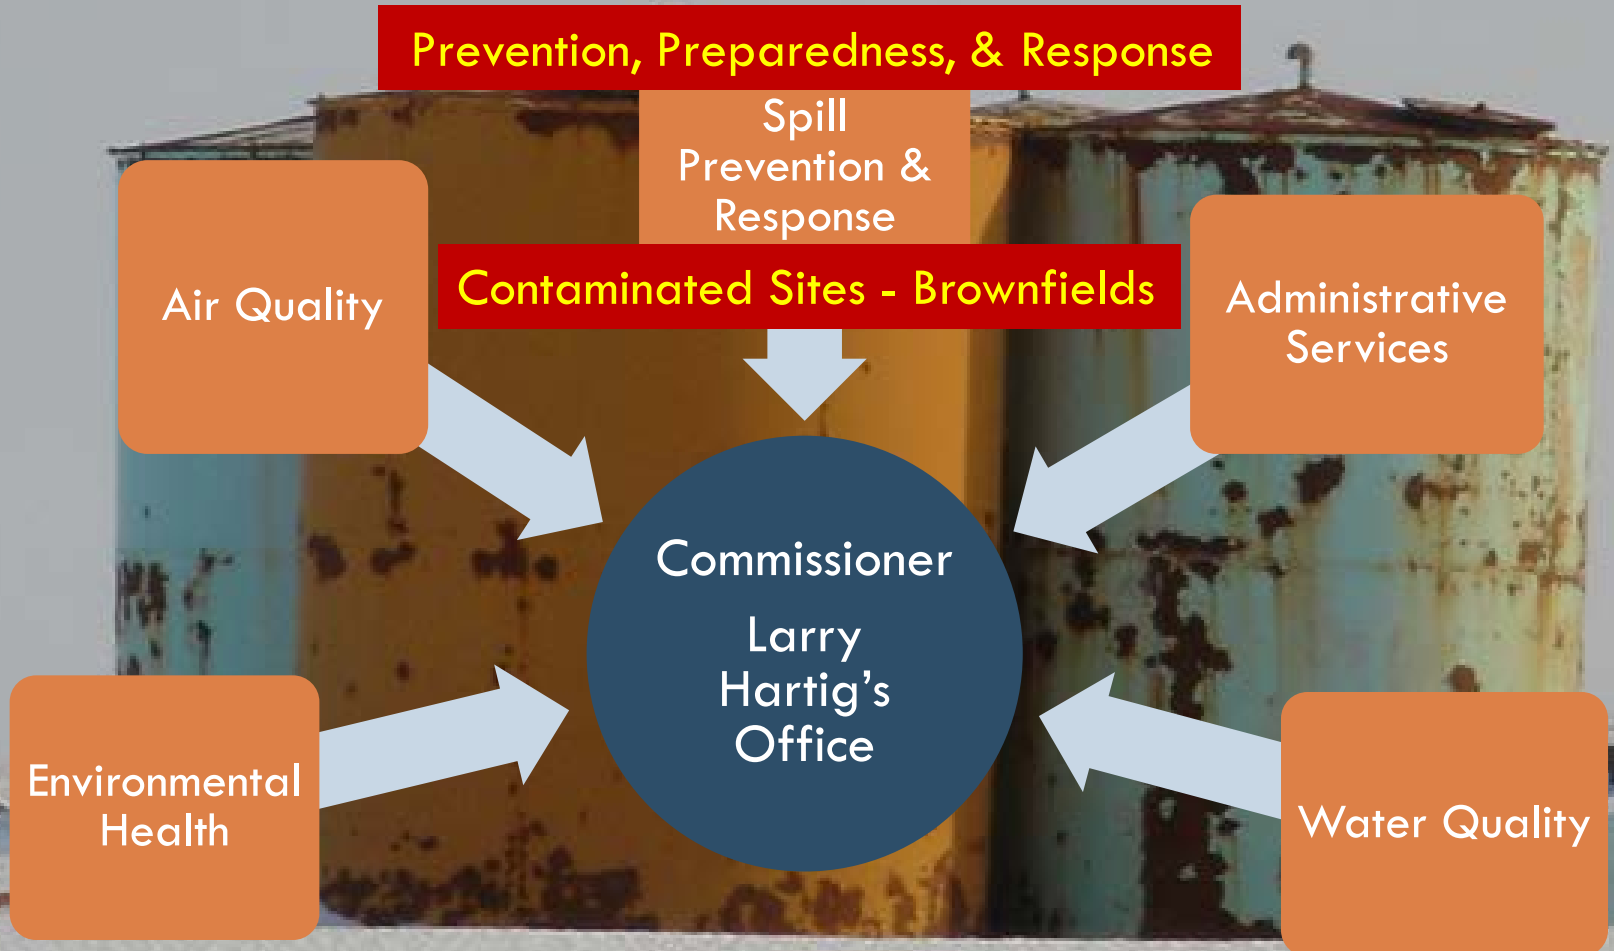 Prevention, Preparedness, & Response
Spill
Prevention &
Response
Contaminated Sites - Brownfields
Air Quality
Administrative
Services
Commissioner
Larry
Hartig’s
Office
Environmental
Health
Water Quality